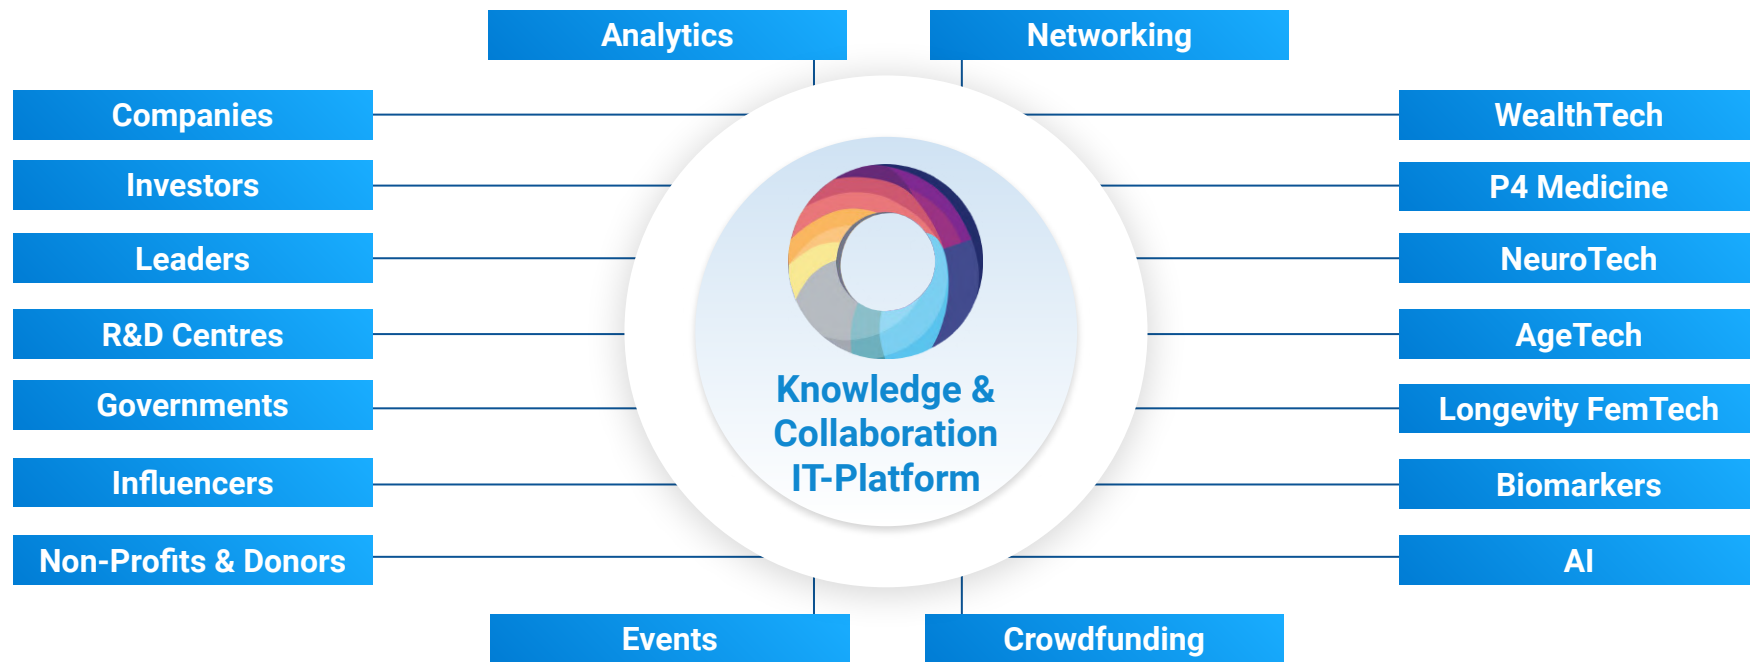 Analytics
Networking
Companies
Investors
Leaders
R&D Centres
Governments
Influencers
Non-Profits & Donors
Knowledge &
Collaboration
IT-Platform
WealthTech
P4 Medicine
NeuroTech
AgeTech
Longevity FemTech
Biomarkers
AI
Events
Crowdfunding